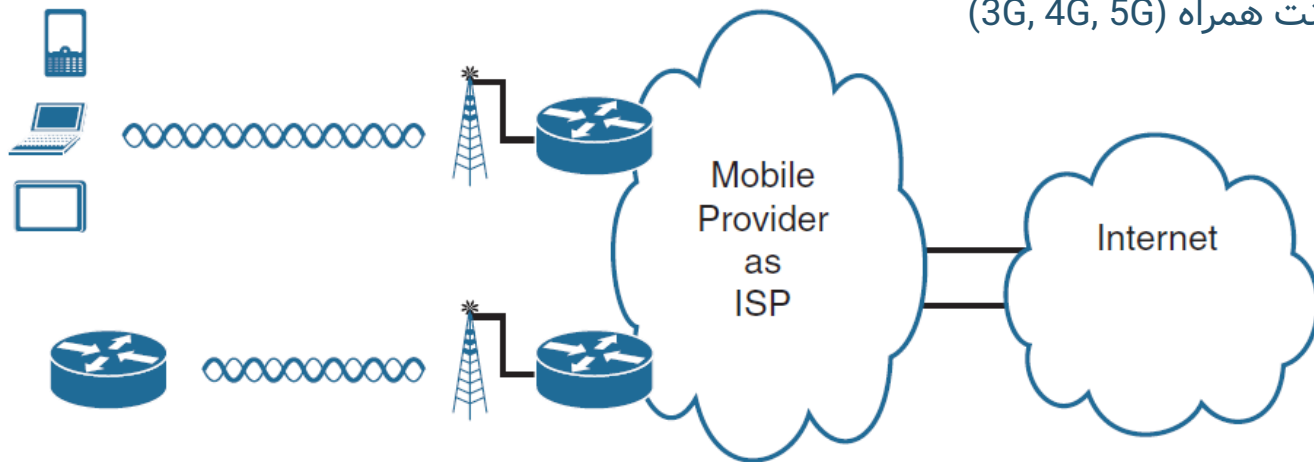 همراه (3G, 4G, 5G)
Mobile
Provider
as
ISP
Internet